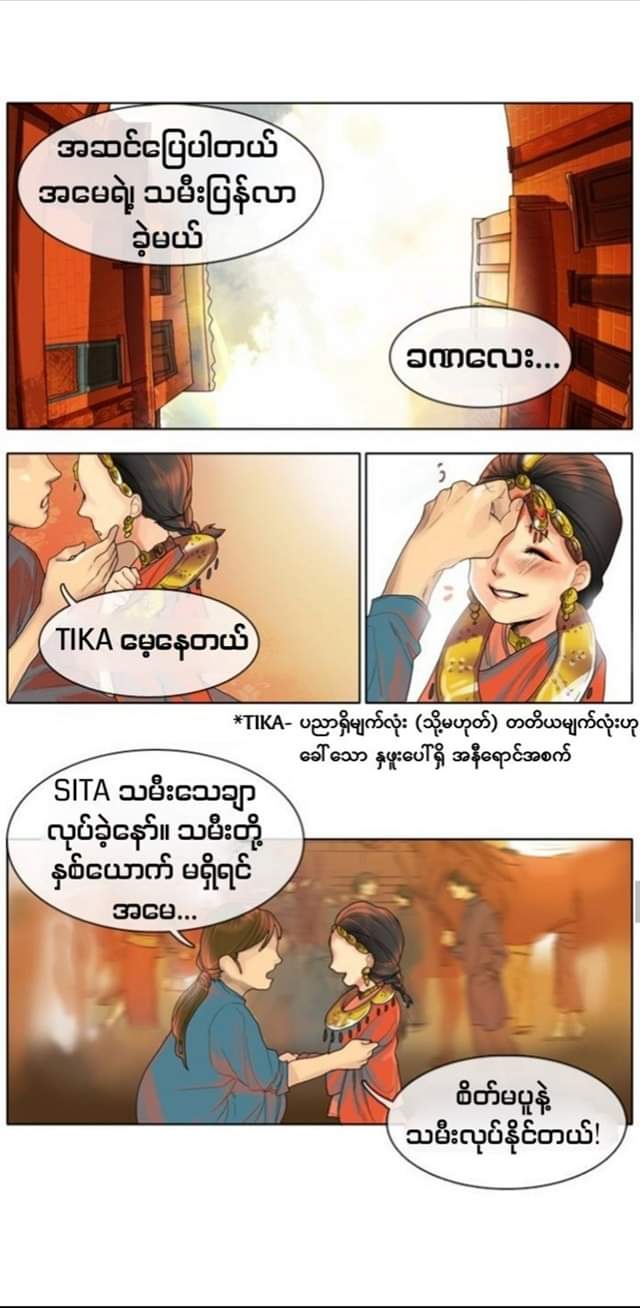 အဆင်ပြေပါတယ်
အမေရဲ့ သမီးပြန်လာ
ခဲ့မယ်
ခဏလေး...
TIKA မေ့နေတယ်
*TIKA- ပညာရှိမျက်လုံး (သို့မဟုတ်) တတိယမျက်လုံးဟု
ခေါ်သော နှဖူးပေါ်ရှိ အနီရောင်အစက်
SITA သမီးသေချာ
လုပ်ခဲ့နော်။ သမီးတို့
နှစ်ယောက် မရှိရင်
အမေ...
စိတ်မပူနဲ့
သမီးလုပ်နိုင်တယ်!